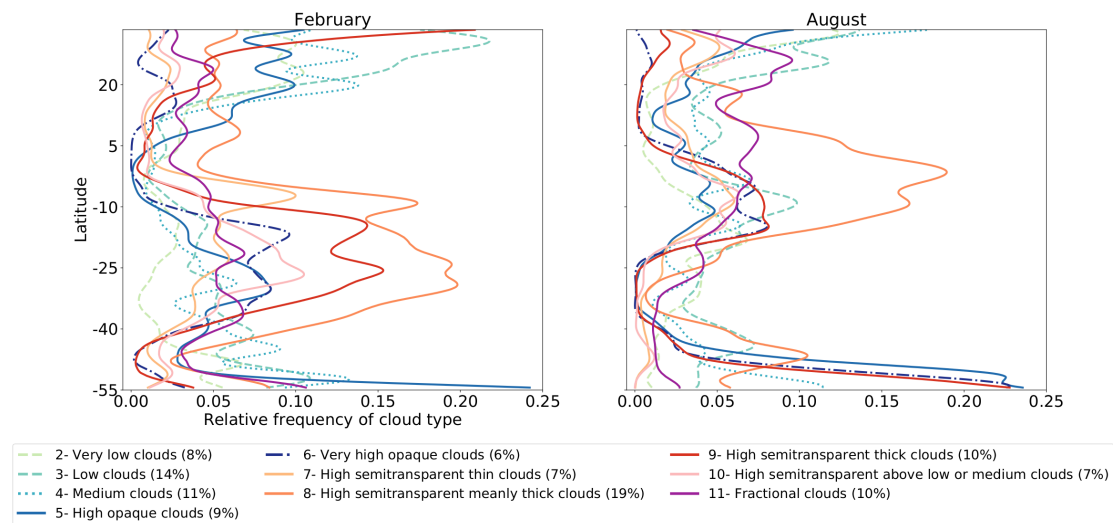 February
August
Latitude
20
5
-10
-25
-40
-55
0.00 0.05 0.10 0.15 0.20 0.25
0.00 0.05 0.10 0.15 0.20 0.25
Relative frequency of cloud type
2- Very low clouds (8%)
3- Low clouds (14%)
4- Medium clouds (11%)
5- High opaque clouds (9%)
6- Very high opaque clouds (6%)
7- High semitransparent thin clouds (7%)
8- High semitransparent meanly thick clouds (19%)
9- High semitransparent thick clouds (10%)
10- High semitransparent above low or medium clouds (7%)
11- Fractional clouds (10%)